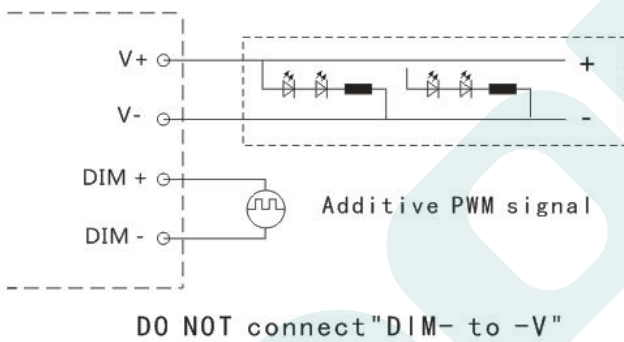 V+
+
V-
-
DIM +
Additive PWM signal
DIM -
DO NOT connect"DIM- to -V"